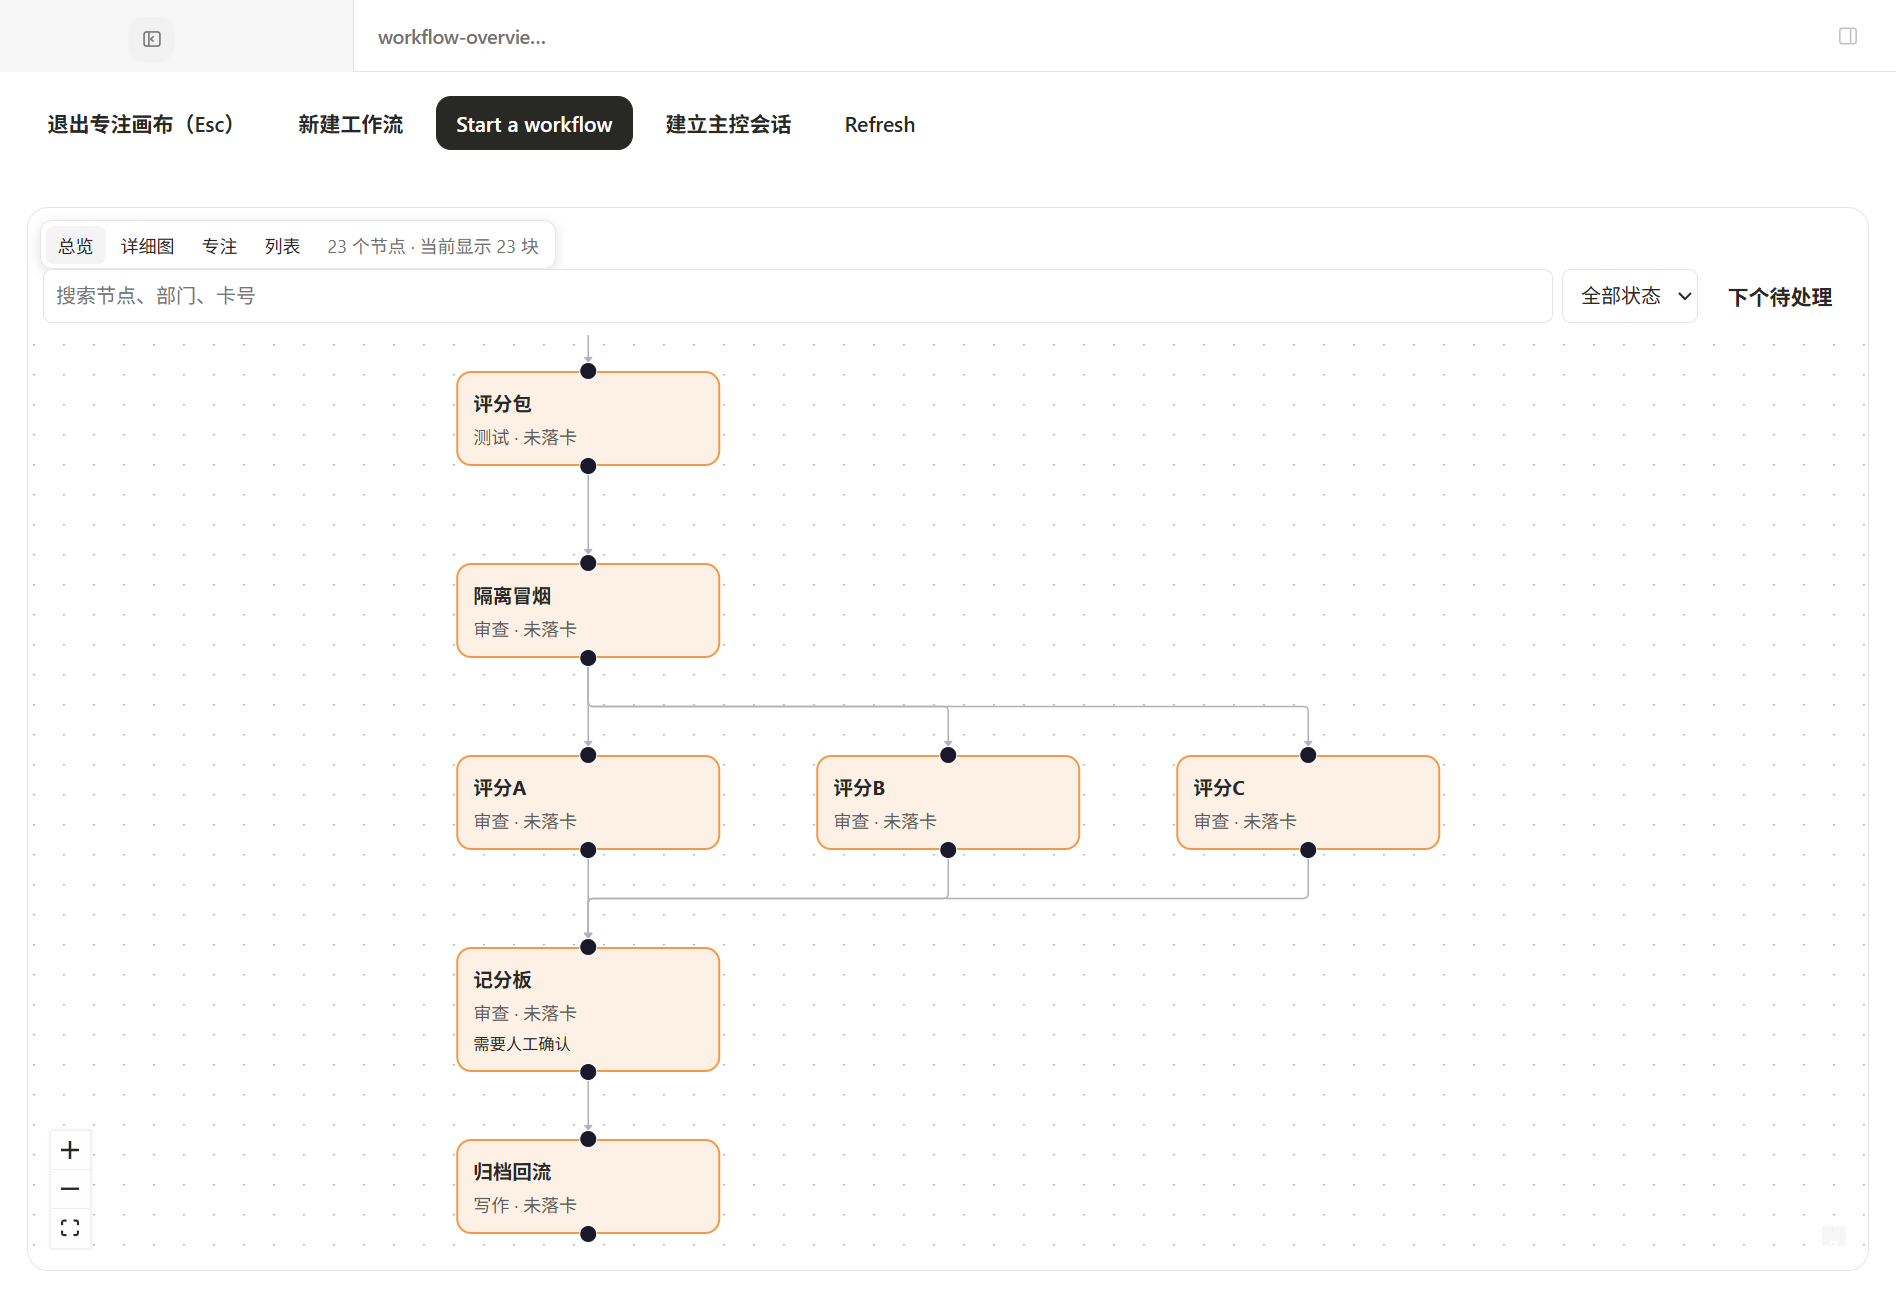 workflow-overvie...
退出专注画布（Esc）
新建工作流
Start a workflow
建立主控会话
Refresh
总览
详细图
专注
列表
23 个节点 · 当前显示 23 块
搜索节点、部门、卡号
全部状态
下个待处理
评分包
测试 · 未落卡
隔离冒烟
审查 · 未落卡
评分A
审查 · 未落卡
评分B
审查 · 未落卡
评分C
审查 · 未落卡
记分板
审查 · 未落卡
需要人工确认
归档回流
写作 · 未落卡